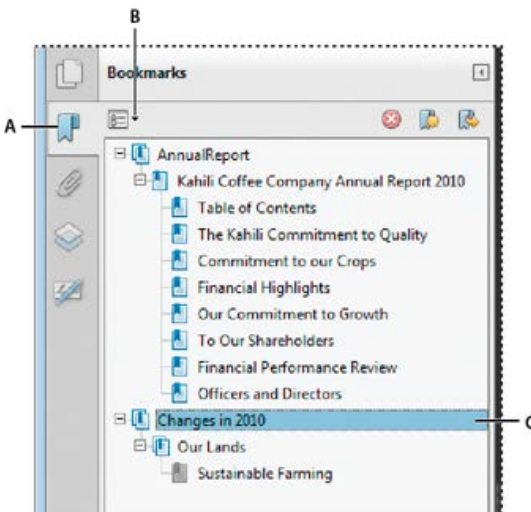 B
Bookmarks
A
AnnualReport
Kahili Coffee Company Annual Report 2010
Table of Contents
The Kahili Commitment to Quality
Commitment to our Crops
Financial Highlights
Our Commitment to Growth
To Our Shareholders
Financial Performance Review
Officers and Directors
Changes in 2010
C
Our Lands
Sustainable Farming